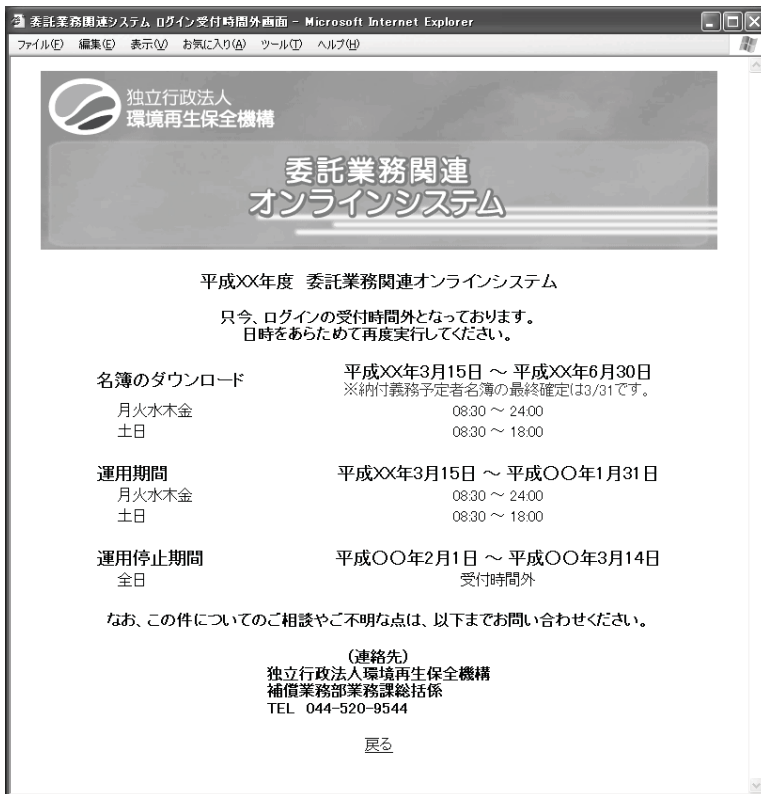 委託業務関連システム ログイン受付時間外画面 - Microsoft Internet Explorer
ファイル(F) 編集(E) 表示(V) お気に入り(A) ツール(T) ヘルプ(H)
独立行政法人
環境再生保全機構
委託業務関連
オンラインシステム
平成XX年度 委託業務関連オンラインシステム
只今、ログインの受付時間外となっております。
日時をあらためて再度実行してください。
名簿のダウンロード 平成XX年3月15日 ～ 平成XX年6月30日
※納付義務予定者名簿の最終確定は3/31です。
月火水木金 08:30 ～ 24:00
土日 08:30 ～ 18:00
運用期間 平成XX年3月15日 ～ 平成〇〇年1月31日
月火水木金 08:30 ～ 24:00
土日 08:30 ～ 18:00
運用停止期間 平成〇〇年2月1日 ～ 平成〇〇年3月14日
全日 受付時間外
なお、この件についてのご相談やご不明な点は、以下までお問い合わせください。
(連絡先)
独立行政法人環境再生保全機構
補償業務部業務課総括係
TEL 044-520-9544
戻る